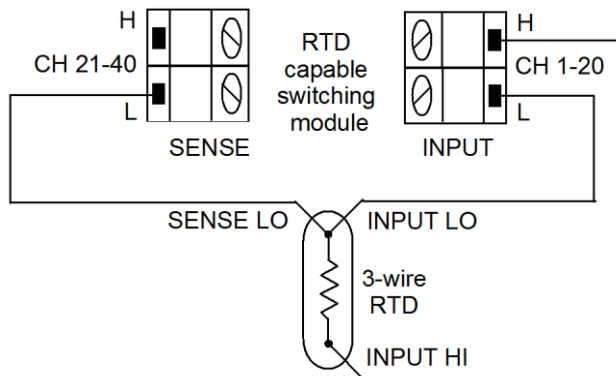 H
CH 21-40
L
SENSE
RTD
capable
switching
module
H
CH 1-20
L
INPUT
SENSE LO
INPUT LO
3-wire
RTD
INPUT HI